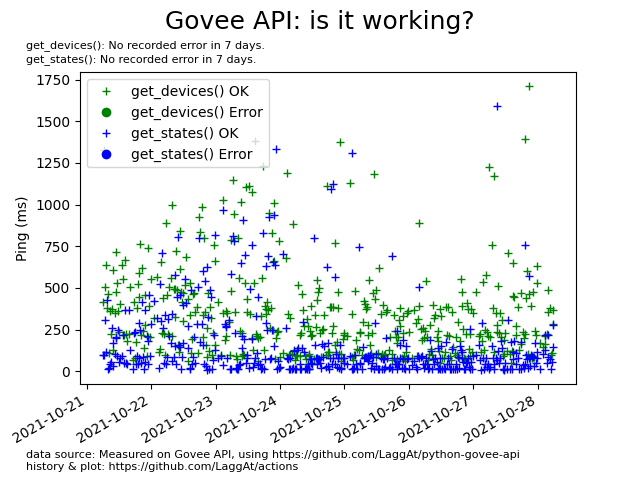 Govee API: is it working?
get_devices(): No recorded error in 7 days.
get_states(): No recorded error in 7 days.
1750
1500
1250
1000
750
500
250
0
Ping (ms)
get_devices() OK
get_devices() Error
get_states() OK
get_states() Error
2021-10-21
2021-10-22
2021-10-23
2021-10-24
2021-10-25
2021-10-26
2021-10-27
2021-10-28
data source: Measured on Govee API, using https://github.com/LaggAt/python-govee-api
history & plot: https://github.com/LaggAt/actions